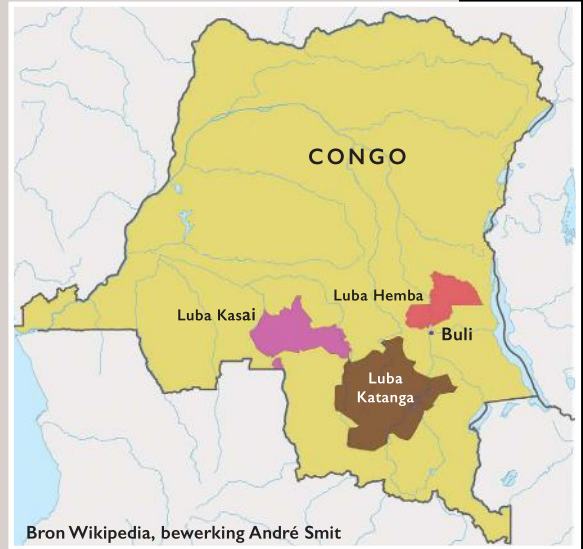 CONGO
Luba Hemba
Luba Kasai
Buli
Luba
Katanga
Bron Wikipedia, bewerking André Smit